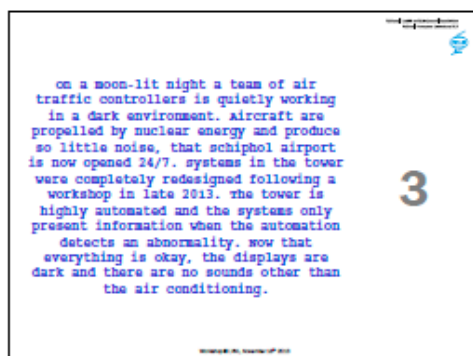 on a moon-lit night a team of air
traffic controllers is quietly working
in a dark environment. Aircraft are
propelled by nuclear energy and produce
so little noise, that schiphol airport
is now opened 24/7. systems in the tower
were completely redesigned following a
workshop in late 2013. The tower is
highly automated and the systems only
present information when the automation
detects an abnormality. Now that
everything is okay, the displays are
dark and there are no sounds other than
the air conditioning.
3